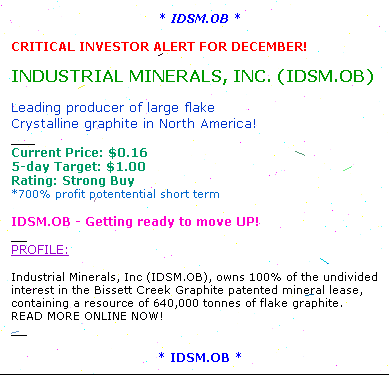 * IDSM.OB *
CRITICAL INVESTOR ALERT FOR DECEMBER!
INDUSTRIAL MINERALS, INC. (IDSM.OB)
Leading producer of large flake
Crystalline graphite in North America!
Current Price: $0.16
5-day Target: $1.00
Rating: Strong Buy
*700% profit potentential short term
IDSM.OB - Getting ready to move UP!
PROFILE:
Industrial Minerals, Inc (IDSM.OB), owns 100% of the undivided
interest in the Bissett Creek Graphite patented mineral lease,
containing a resource of 640,000 tonnes of flake graphite.
READ MORE ONLINE NOW!
* IDSM.OB *